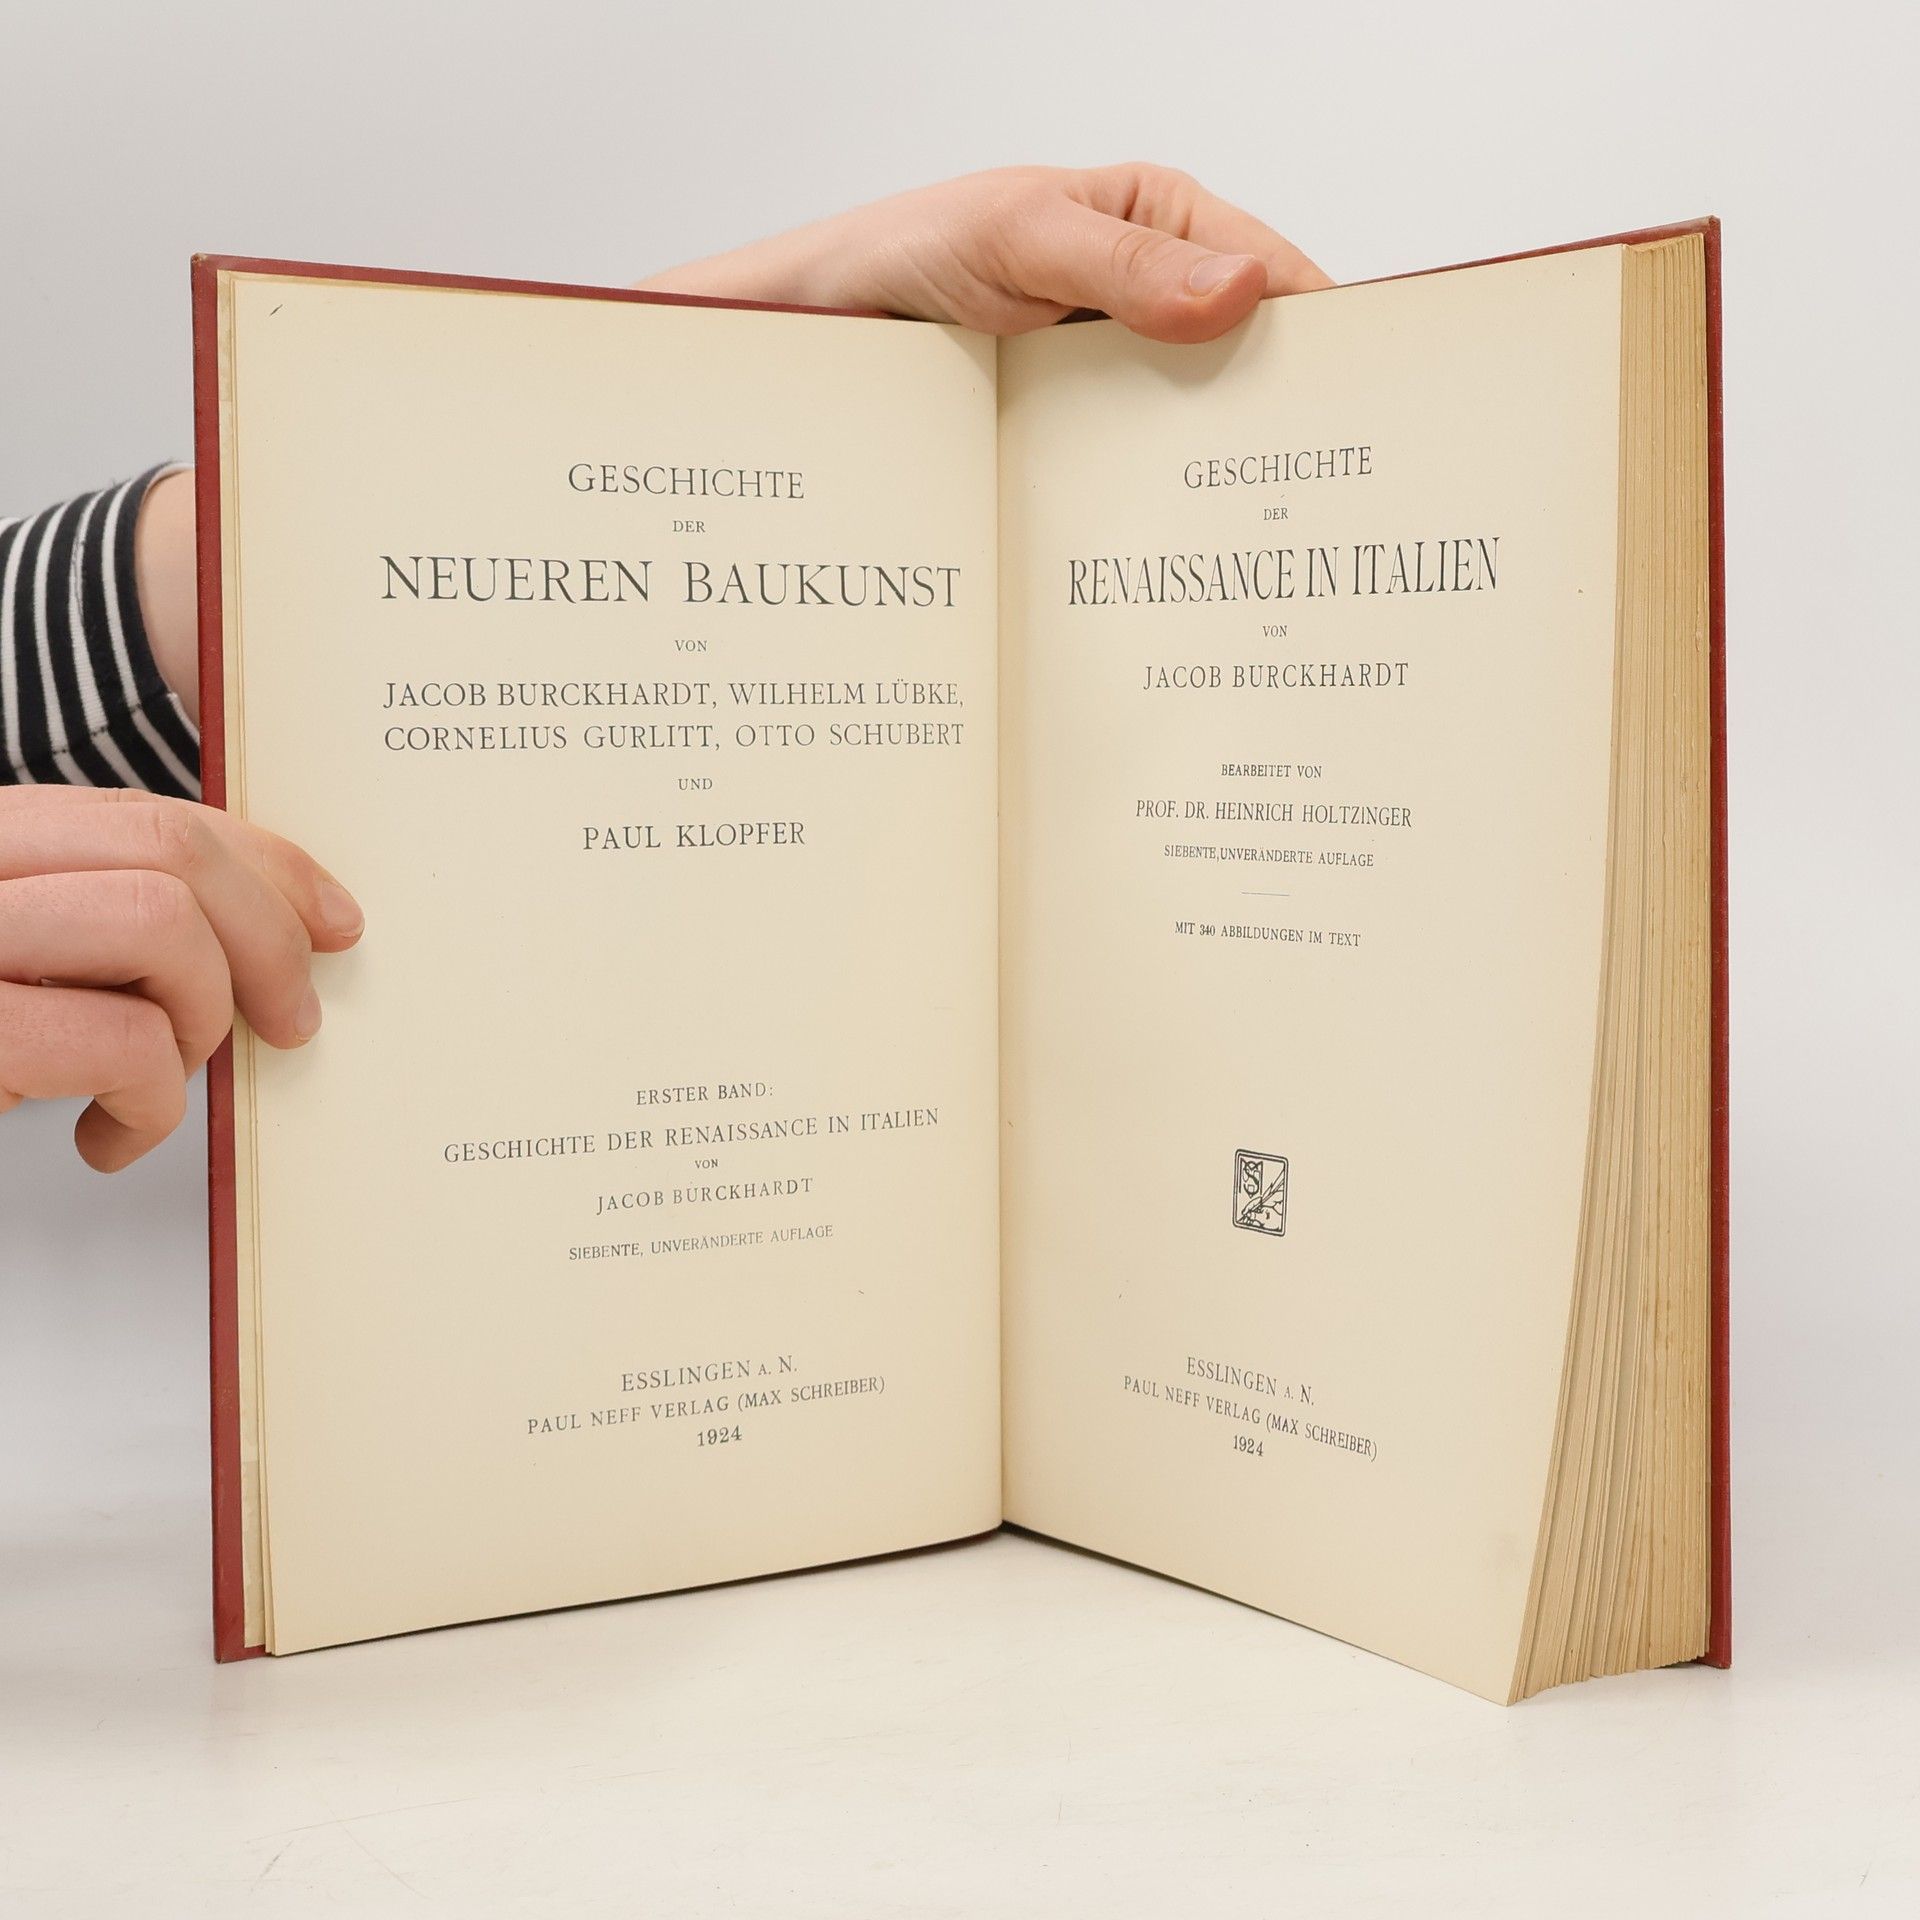 GESCHICHTE
DER
NEUEREN BAUKUNST
VON
JACOB BURCKHARDT, WILHELM LÜBKE,
CORNELIUS GURLITT, OTTO SCHUBERT
UND
PAUL KLOPFER
ERSTER BAND:
GESCHICHTE DER RENAISSANCE IN ITALIEN
VON
JACOB BURCKHARDT
SIEBENTE, UNVERÄNDERTE AUFLAGE
ESSLINGEN A. N.
PAUL NEFF VERLAG (MAX SCHREIBER)
1924
GESCHICHTE
DER
RENAISSANCE IN ITALIEN
VON
JACOB BURCKHARDT
BEARBEITET VON
PROF. DR. HEINRICH HOLTZINGER
SIEBENTE, UNVERÄNDERTE AUFLAGE
MIT 340 ABBILDUNGEN IM TEXT
ESSLINGEN A. N.
PAUL NEFF VERLAG (MAX SCHREIBER)
1924